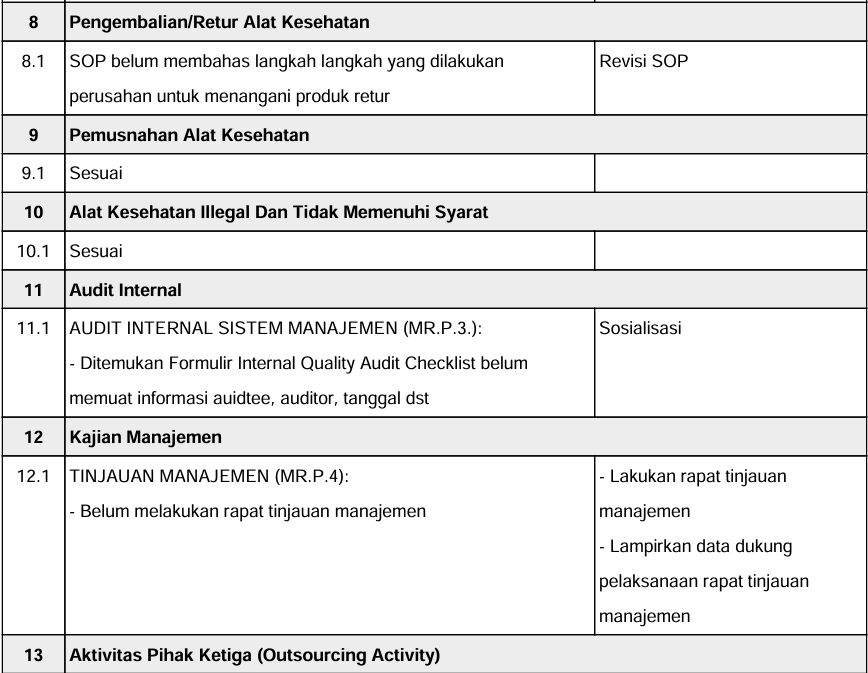 8 Pengembalian/Retur Alat Kesehatan
8.1 SOP belum membahas langkah langkah yang dilakukan Revisi SOP
perusahan untuk menangani produk retur
9 Pemusnahan Alat Kesehatan
9.1 Sesuai
10 Alat Kesehatan Illegal Dan Tidak Memenuhi Syarat
10.1 Sesuai
11 Audit Internal
11.1 AUDIT INTERNAL SISTEM MANAJEMEN (MR.P.3.): Sosialisasi
- Ditemukan Formulir Internal Quality Audit Checklist belum
memuat informasi auidtee, auditor, tanggal dst
12 Kajian Manajemen
12.1 TINJAUAN MANAJEMEN (MR.P.4): - Lakukan rapat tinjauan
- Belum melakukan rapat tinjauan manajemen manajemen
- Lampirkan data dukung
pelaksanaan rapat tinjauan
manajemen
13 Aktivitas Pihak Ketiga (Outsourcing Activity)